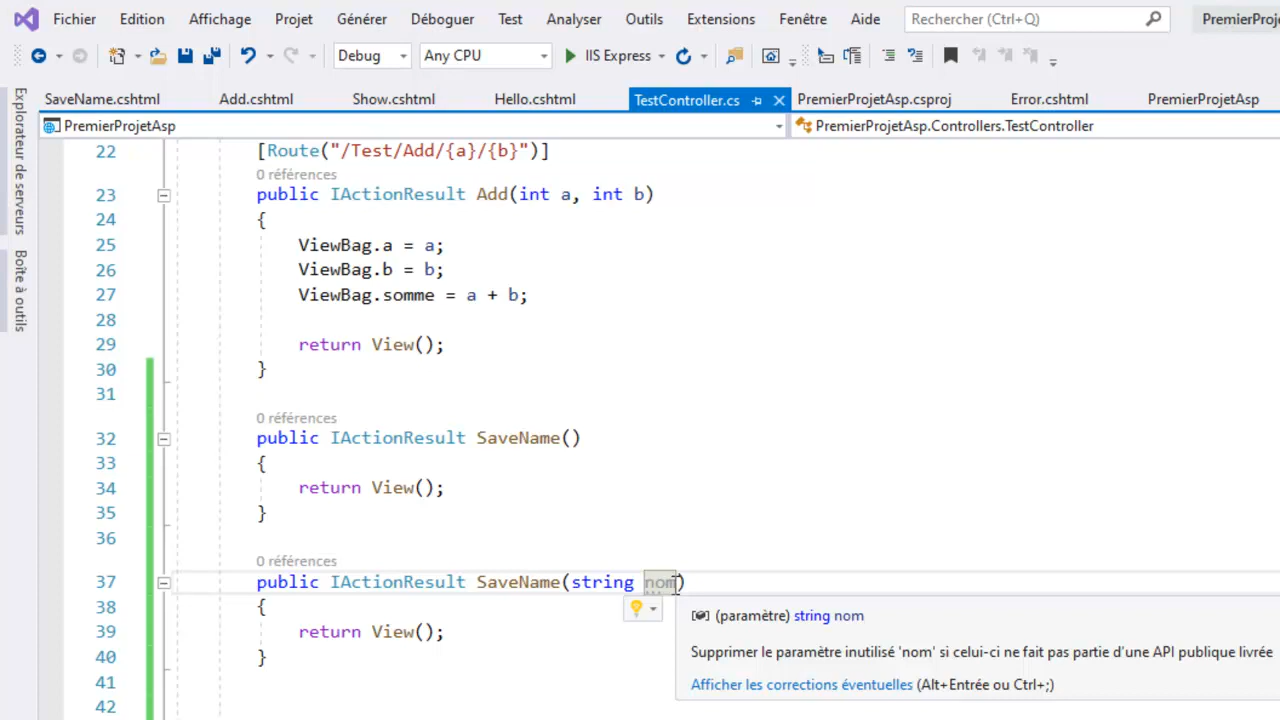 Fichier Edition Affichage Projet Générer Déboguer Test Analyser Outils Extensions Fenêtre Aide Rechercher (Ctrl+Q) PremierProje
Debug Any CPU IIS Express
SaveName.cshtml Add.cshtml Show.cshtml Hello.cshtml TestController.cs PremierProjetAsp.csproj Error.cshtml PremierProjetAsp
PremierProjetAsp PremierProjetAsp.Controllers.TestController
Explorateur de serveurs
Boîte à outils
22 [Route("/Test/Add/{a}/{b}")]
0 références
23 public IActionResult Add(int a, int b)
24 {
25 ViewBag.a = a;
26 ViewBag.b = b;
27 ViewBag.somme = a + b;
28
29 return View();
30 }
31
0 références
32 public IActionResult SaveName()
33 {
34 return View();
35 }
36
0 références
37 public IActionResult SaveName(string nom)
38 {
39 return View();
40 }
41
42
(paramètre) string nom
Supprimer le paramètre inutilisé 'nom' si celui-ci ne fait pas partie d'une API publique livrée
Afficher les corrections éventuelles (Alt+Entrée ou Ctrl+;)